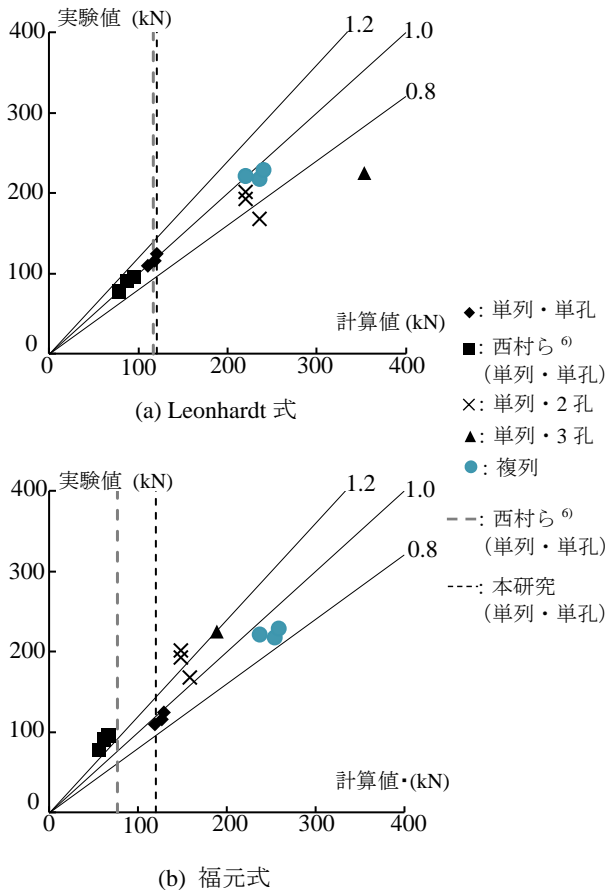 実験値 (kN)
400
1.2
1.0
0.8
300
200
100
計算値 (kN)
0
0
100
200
300
400
(a) Leonhardt 式
◆: 単列・単孔
■: 西村ら 6)
(単列・単孔)
×: 単列・2 孔
▲: 単列・3 孔
●: 複列
: 西村ら 6)
(単列・単孔)
: 本研究
(単列・単孔)
実験値 (kN)
400
1.2
1.0
0.8
300
200
100
計算値・(kN)
0
0
100
200
300
400
(b) 福元式